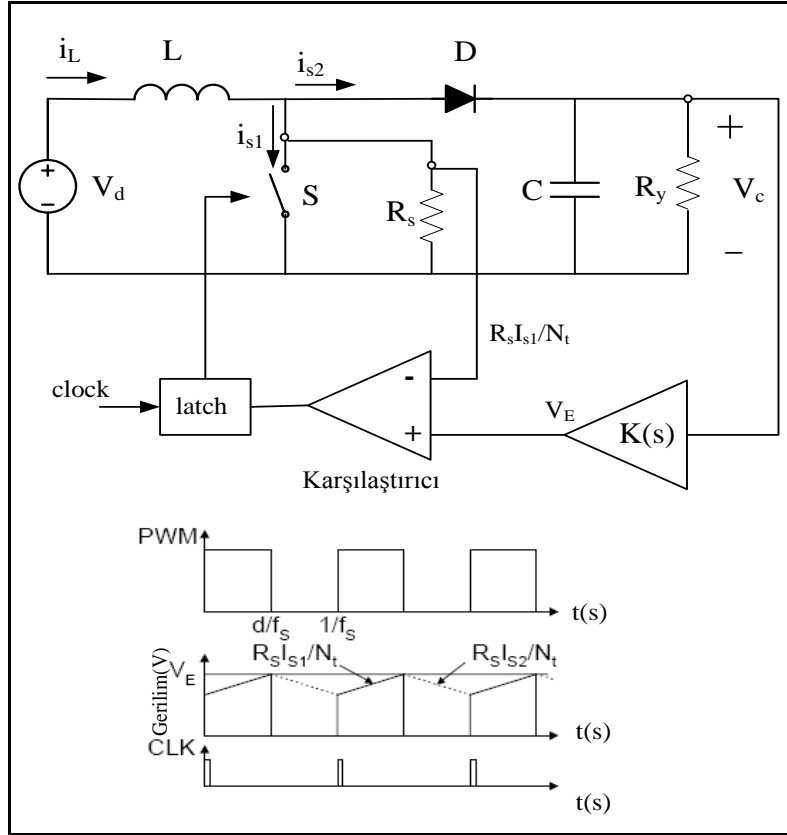 i_L L i_s2 D
i_s1
+
V_d S R_s C R_y V_c
−
R_sI_s1/N_t
clock latch - V_E
+ K(s)
Karşılaştırıcı
PWM
d/f_S 1/f_S t(s)
R_SI_S1/N_t R_SI_S2/N_t
V_E
Gerilim(V)
t(s)
CLK
t(s)